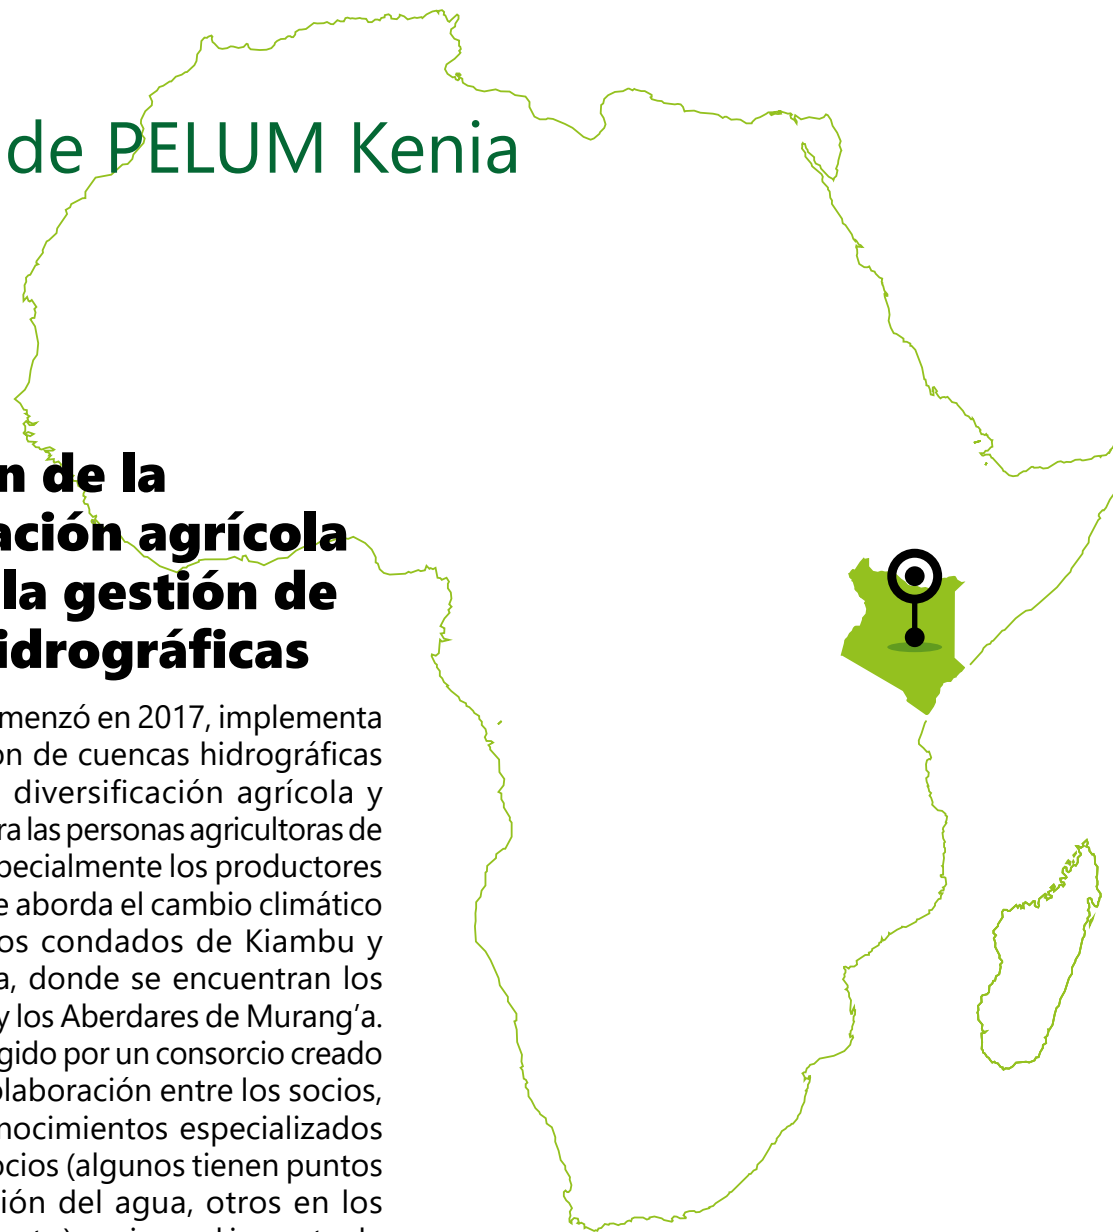 de PELUM Kenia
n de la
ación agrícola
la gestión de
idrográficas
menzó en 2017, implementa
ón de cuencas hidrográficas
diversificación agrícola y
ra las personas agricultoras de
specialmente los productores
e aborda el cambio climático
os condados de Kiambu y
a, donde se encuentran los
y los Aberdares de Murang’a.
gido por un consorcio creado
olaboración entre los socios,
nocimientos especializados
ocios (algunos tienen puntos
ión del agua, otros en los